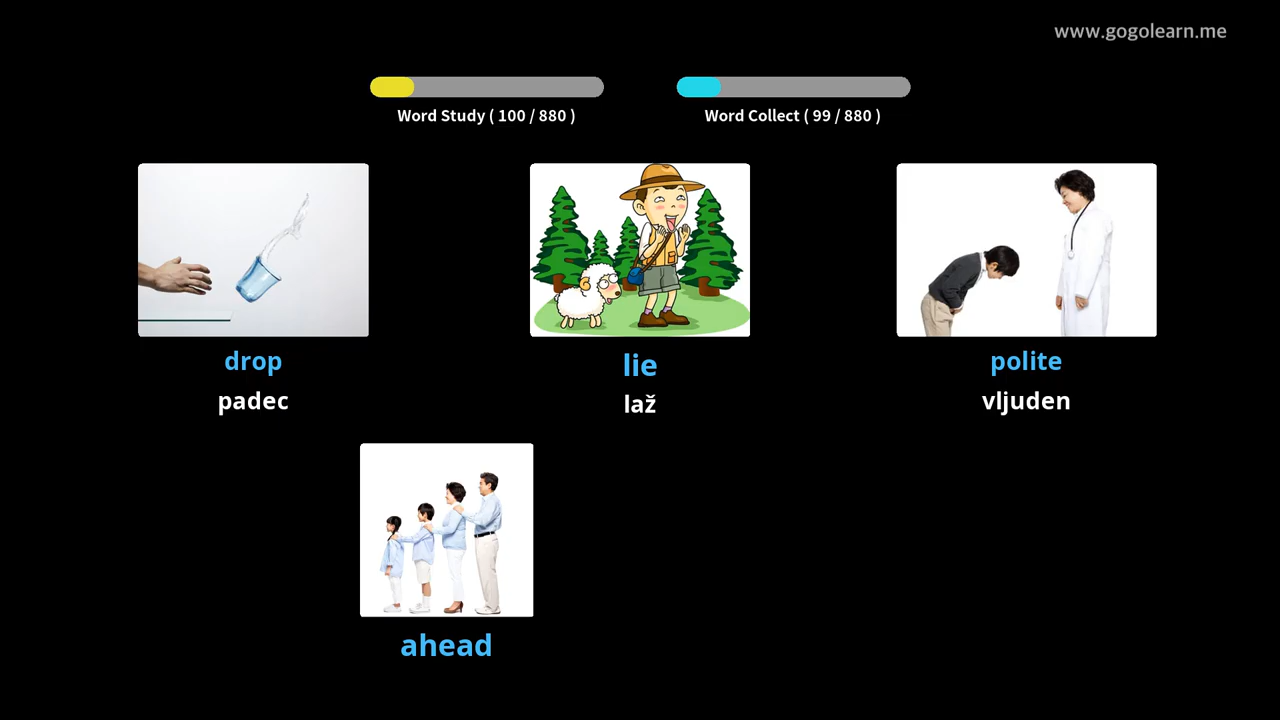 www.gogolearn.me
Word Study ( 100 / 880 )
Word Collect ( 99 / 880 )
drop
padec
lie
laž
polite
vljuden
ahead